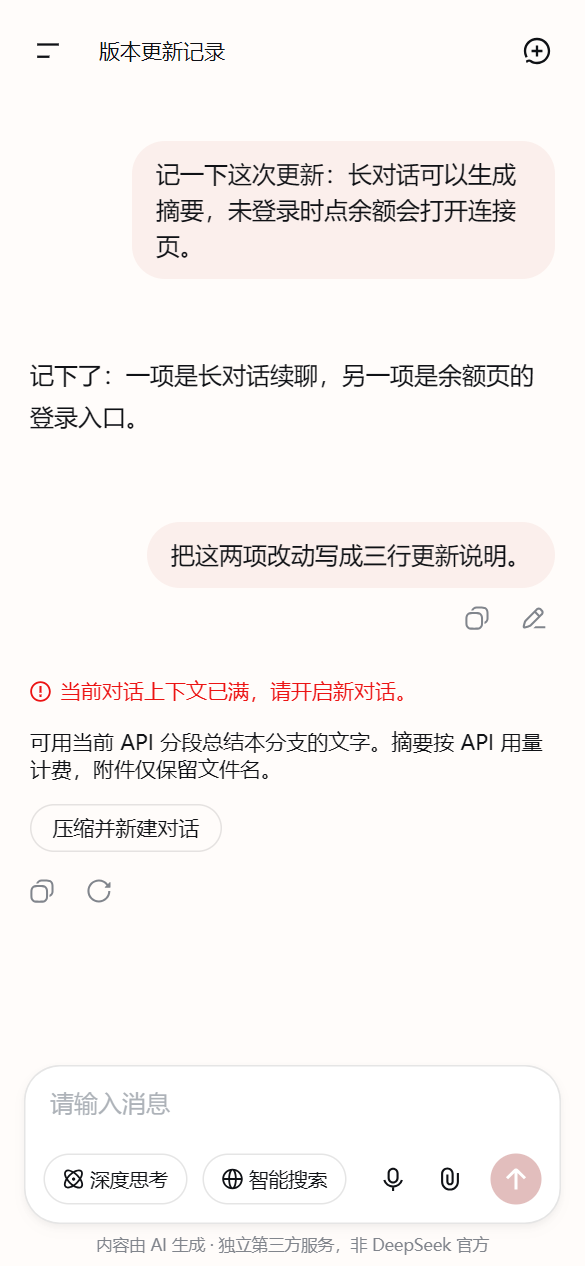 版本更新记录
记一下这次更新：长对话可以生成
摘要，未登录时点余额会打开连接
页。
记下了：一项是长对话续聊，另一项是余额页的
登录入口。
把这两项改动写成三行更新说明。
当前对话上下文已满，请开启新对话。
可用当前 API 分段总结本分支的文字。摘要按 API 用量
计费，附件仅保留文件名。
压缩并新建对话
请输入消息
深度思考 智能搜索
内容由 AI 生成 · 独立第三方服务，非 DeepSeek 官方